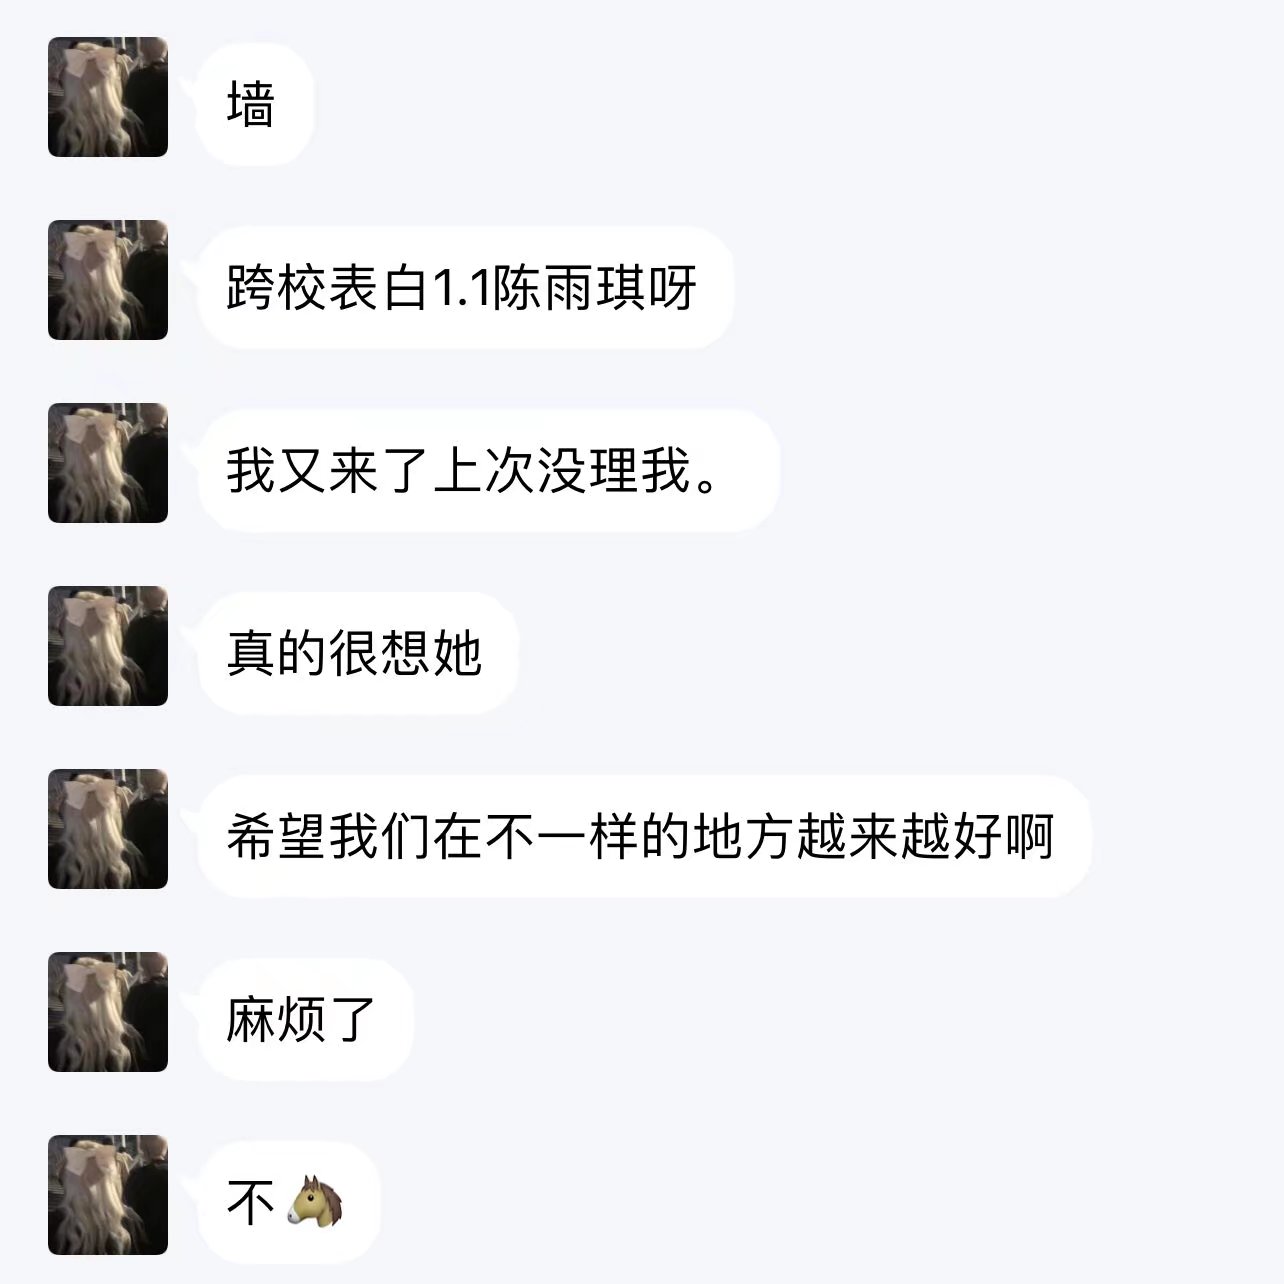 墙
跨校表白1.1陈雨琪呀
我又来了上次没理我。
真的很想她
希望我们在不一样的地方越来越好啊
麻烦了
不🐴